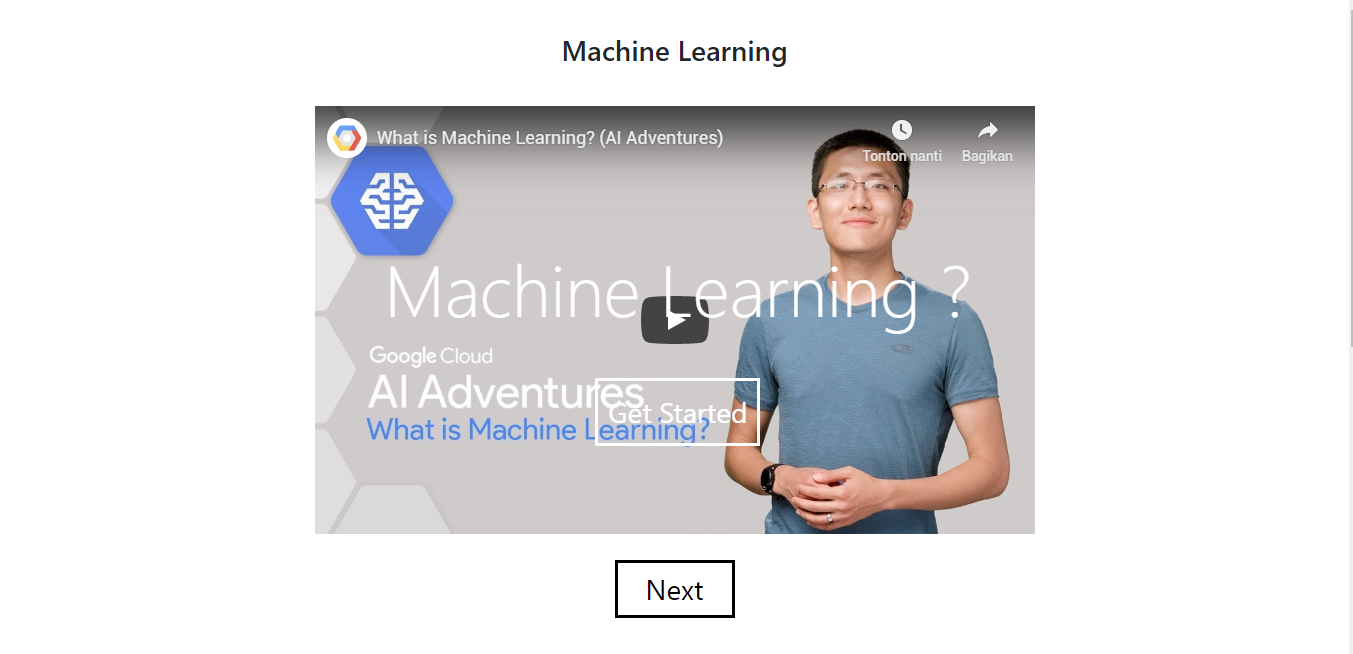 Machine Learning
What is Machine Learning? (AI Adventures)
Tonton nanti
Bagikan
Machine Learning ?
Google Cloud
AI Adventures
Get Started
What is Machine Learning?
Next